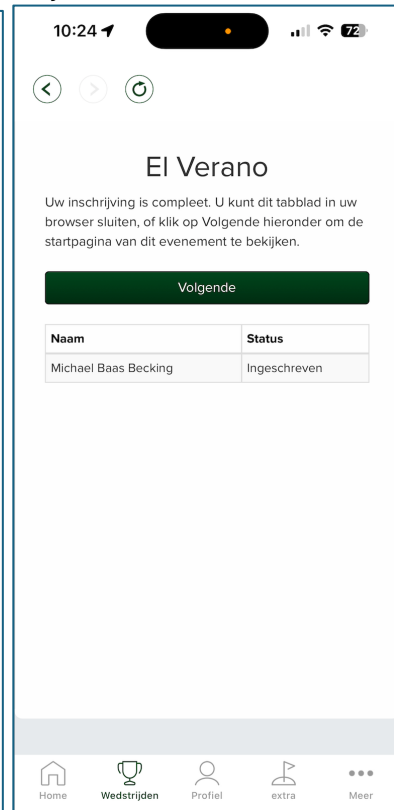 10:24
72
El Verano
Uw inschrijving is compleet. U kunt dit tabblad in uw
browser sluiten, of klik op Volgende hieronder om de
startpagina van dit evenement te bekijken.
Volgende
Naam Status
Michael Baas Becking Ingeschreven
Home Wedstrijden Profiel extra Meer